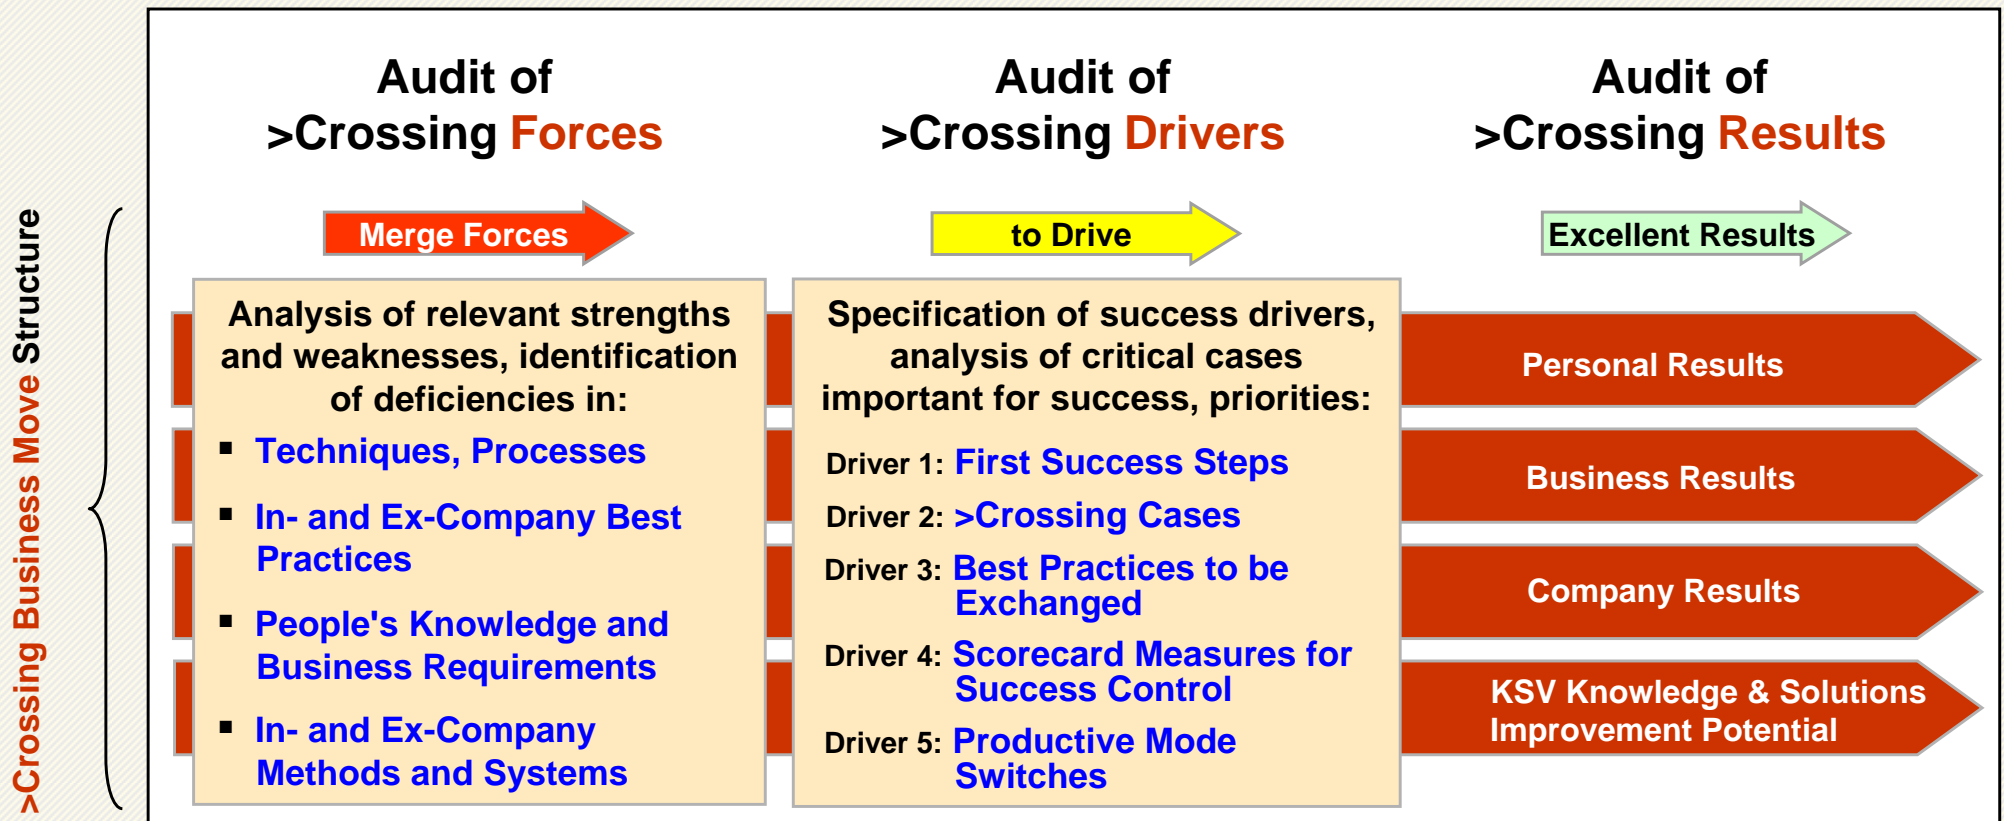 >Crossing Business Move Structure
Audit of
>Crossing Forces
Merge Forces
Analysis of relevant strengths
and weaknesses, identification
of deficiencies in:
▪ Techniques, Processes
▪ In- and Ex-Company Best
Practices
▪ People's Knowledge and
Business Requirements
▪ In- and Ex-Company
Methods and Systems
Audit of
>Crossing Drivers
to Drive
Specification of success drivers,
analysis of critical cases
important for success, priorities:
Driver 1: First Success Steps
Driver 2: >Crossing Cases
Driver 3: Best Practices to be
Exchanged
Driver 4: Scorecard Measures for
Success Control
Driver 5: Productive Mode
Switches
Audit of
>Crossing Results
Excellent Results
Personal Results
Business Results
Company Results
KSV Knowledge & Solutions
Improvement Potential